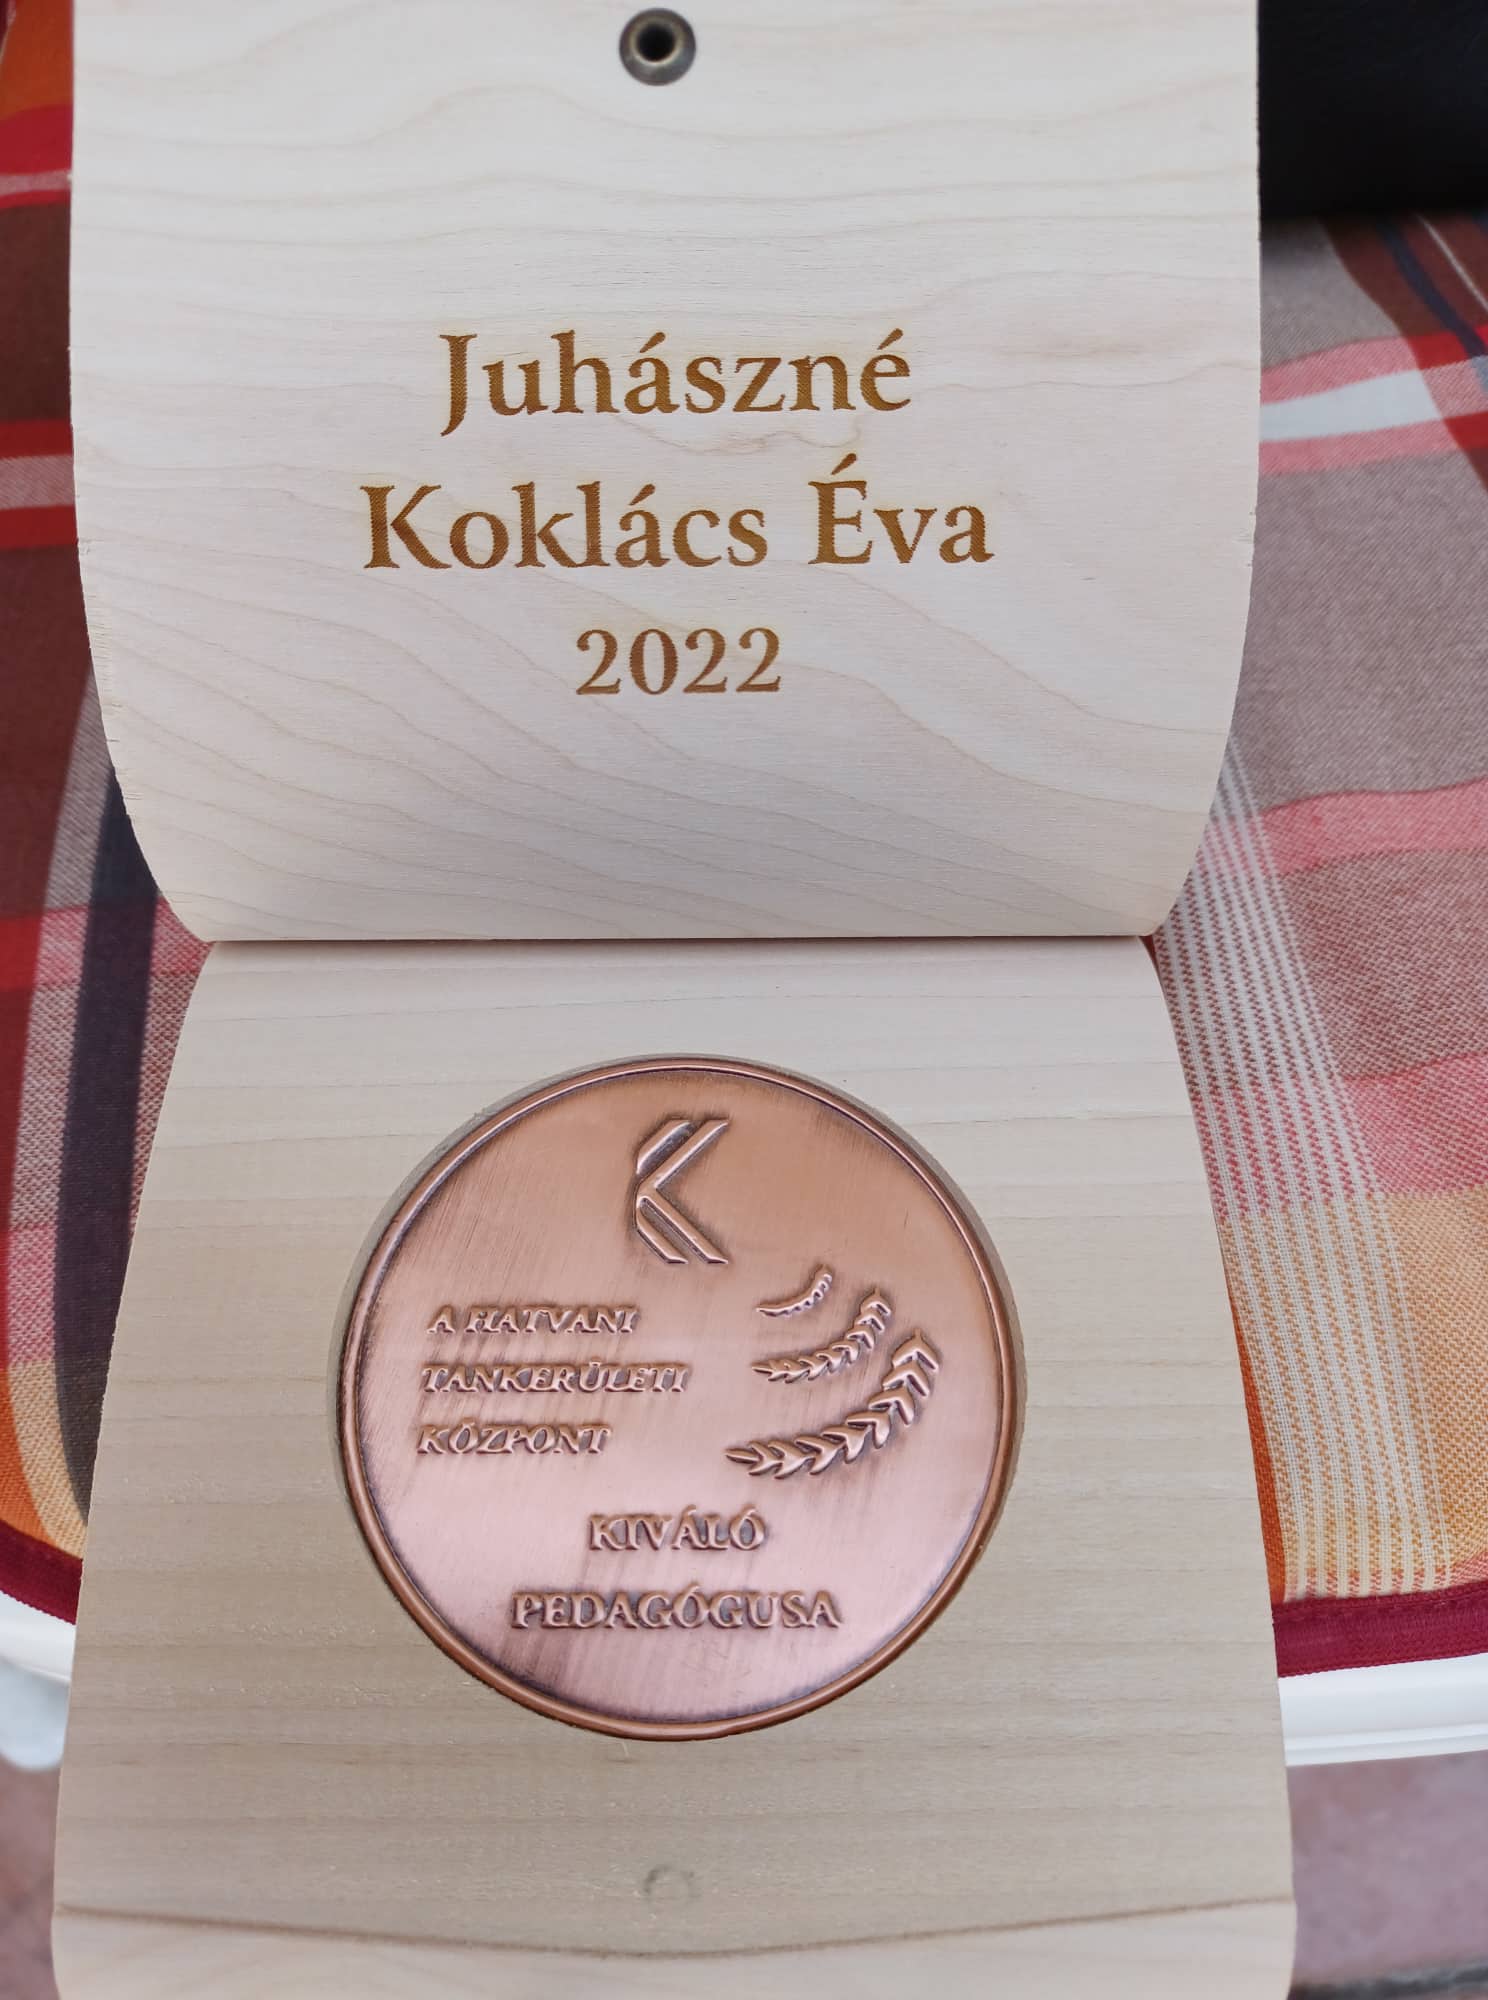 Juhászné
Koklács Éva
2022
A HATVANI
TANKERÜLETI
KÖZPONT
KIVÁLÓ
PEDAGÓGUSA